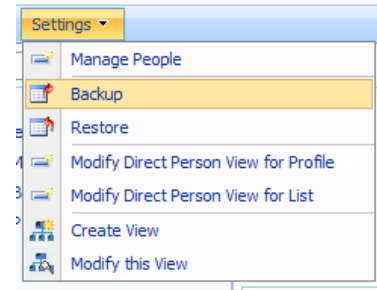 Settings
Manage People
Backup
Restore
Modify Direct Person View for Profile
Modify Direct Person View for List
Create View
Modify this View